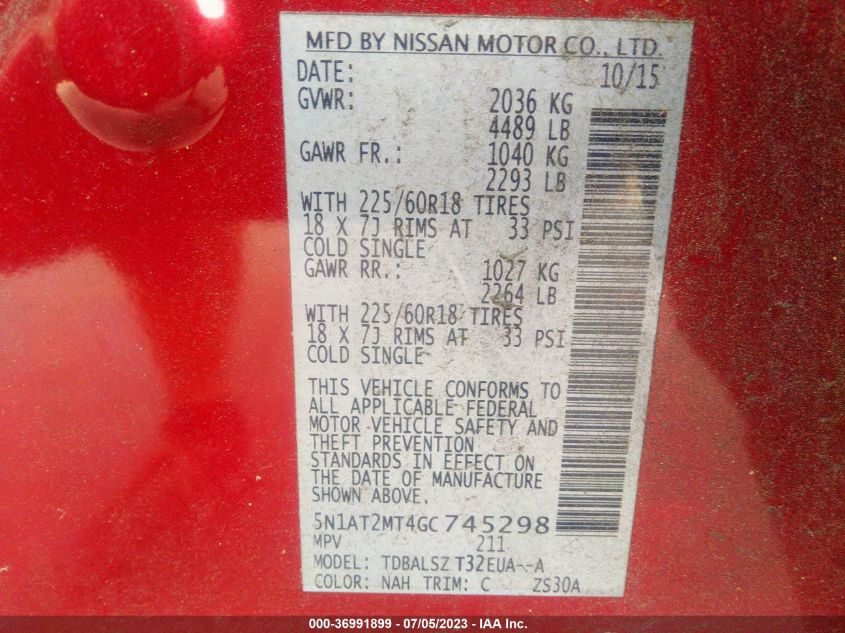 MFD BY NISSAN MOTOR CO., LTD.
DATE: 10/15
GVWR: 2036 KG
4489 LB
GAWR FR.: 1040 KG
2293 LB
WITH 225/60R18 TIRES
18 X 7J RIMS AT 33 PSI
COLD SINGLE
GAWR RR.: 1027 KG
2264 LB
WITH 225/60R18 TIRES
18 X 7J RIMS AT 33 PSI
COLD SINGLE
THIS VEHICLE CONFORMS TO
ALL APPLICABLE FEDERAL
MOTOR VEHICLE SAFETY AND
THEFT PREVENTION
STANDARDS IN EFFECT ON
THE DATE OF MANUFACTURE
SHOWN ABOVE.
5N1AT2MT4GC745298
MPV 211
MODEL: TDBALSZ T32EUA--A
COLOR: NAH TRIM: C ZS30A
000-36991899 - 07/05/2023 - IAA Inc.